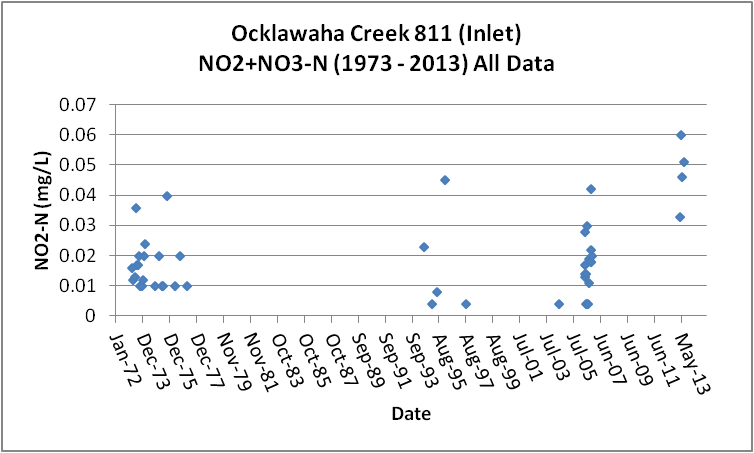 Ocklawaha Creek 811 (Inlet)
NO2+NO3-N (1973 - 2013) All Data
NO2-N (mg/L)
0.07
0.06
0.05
0.04
0.03
0.02
0.01
0
Jan-72
Dec-73
Dec-75
Dec-77
Nov-79
Nov-81
Oct-83
Oct-85
Oct-87
Sep-89
Sep-91
Sep-93
Aug-95
Aug-97
Aug-99
Jul-01
Jul-03
Jul-05
Jun-07
Jun-09
Jun-11
May-13
Date